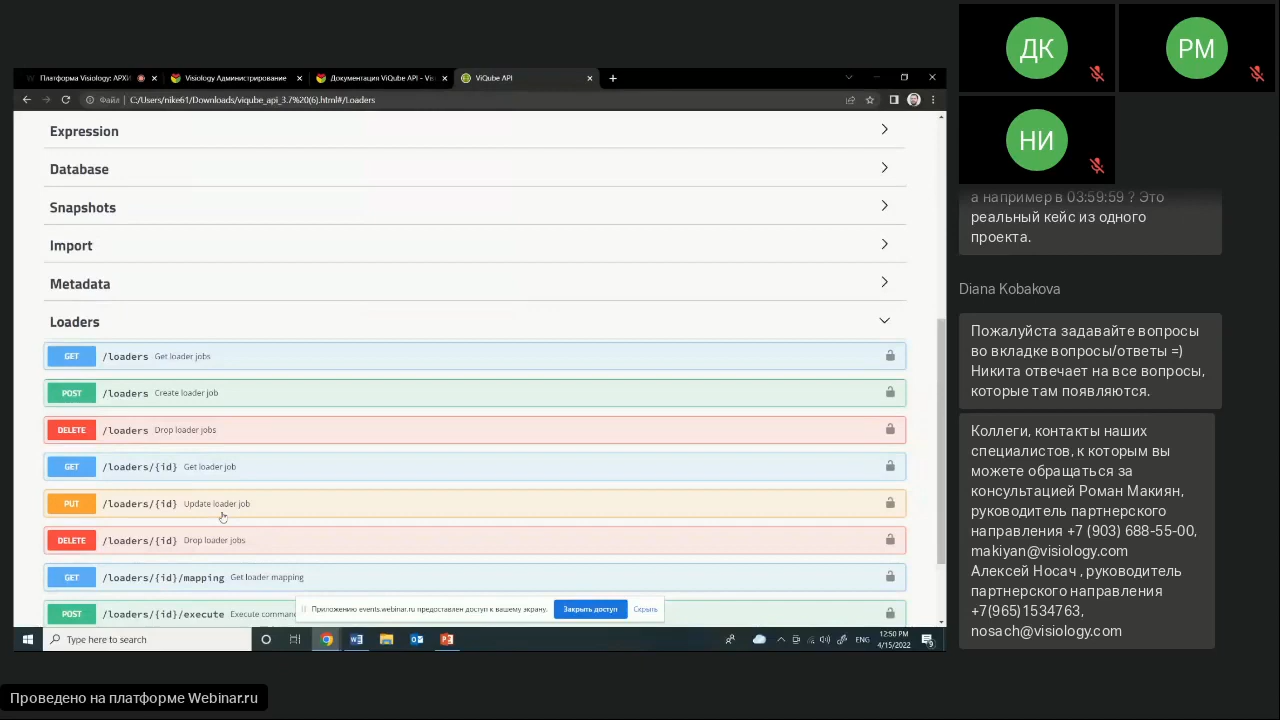 Платформа Visiology: АРХИ
Visiology Администрирование
Документация ViQube API - Vis
ViQube API
Файл
C:/Users/nike61/Downloads/viqube_api_3.7%20(6).html#/Loaders
Expression
Database
Snapshots
Import
Metadata
Loaders
GET /loaders Get loader jobs
POST /loaders Create loader job
DELETE /loaders Drop loader jobs
GET /loaders/{id} Get loader job
PUT /loaders/{id} Update loader job
DELETE /loaders/{id} Drop loader jobs
GET /loaders/{id}/mapping Get loader mapping
POST /loaders/{id}/execute Execute comman
Приложению events.webinar.ru предоставлен доступ к вашему экрану.
Закрыть доступ
Скрыть
Type here to search
ENG
12:50 PM
4/15/2022
ДК
РМ
НИ
а например в 03:59:59 ? Это
реальный кейс из одного
проекта.
Diana Kobakova
Пожалуйста задавайте вопросы
во вкладке вопросы/ответы =)
Никита отвечает на все вопросы,
которые там появляются.
Коллеги, контакты наших
специалистов, к которым вы
можете обращаться за
консультацией Роман Макиян,
руководитель партнерского
направления +7 (903) 688-55-00,
makiyan@visiology.com
Алексей Носач , руководитель
партнерского направления
+7(965)1534763,
nosach@visiology.com
Проведено на платформе Webinar.ru